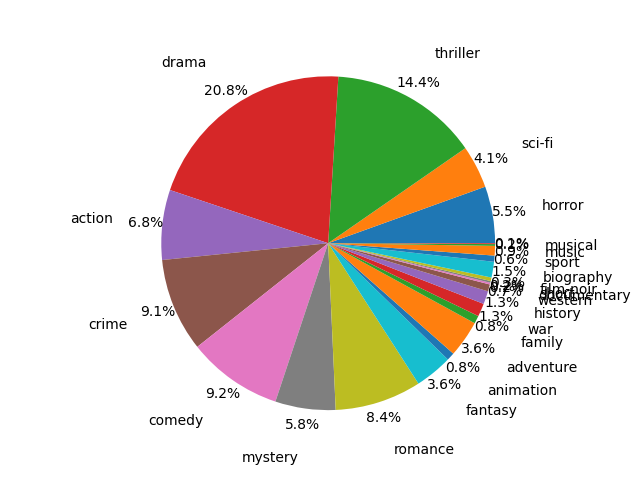 thriller
drama
14.4%
20.8%
sci-fi
4.1%
horror
5.5%
action
6.8%
musical
music
sport
0.6%
1.5%
biography
film-noir
documentary
western
1.3%
history
crime
9.1%
1.3%
war
0.8%
family
3.6%
adventure
0.8%
animation
3.6%
fantasy
comedy
9.2%
5.8%
8.4%
romance
mystery